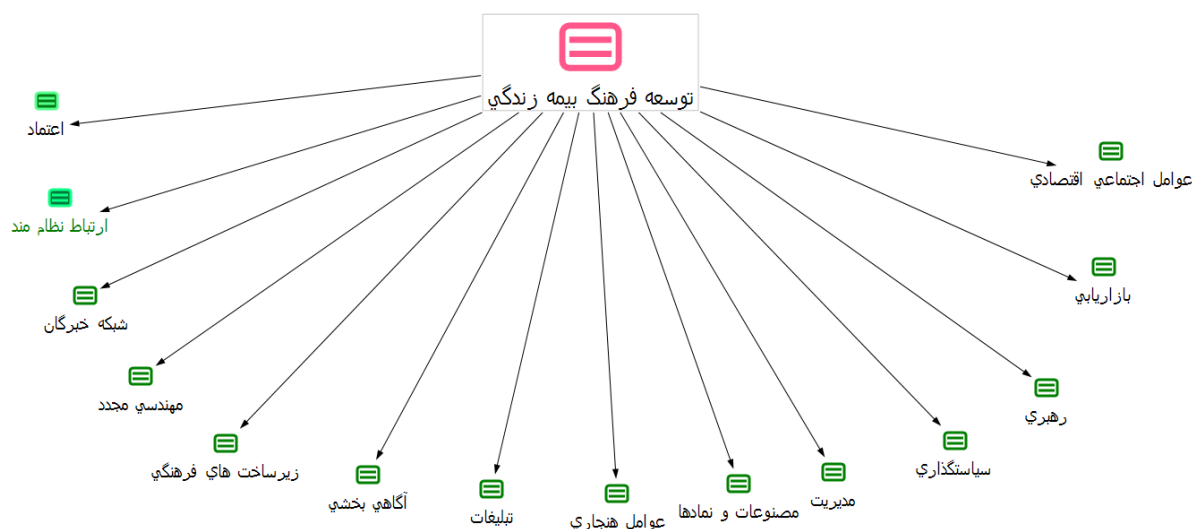 توسعه فرهنگ بيمه زندگي
اعتماد
عوامل اجتماعي اقتصادي
ارتباط نظام مند
بازاريابي
شبكه خبرگان
رهبري
مهندسي مجدد
سياستگذاري
زيرساخت هاي فرهنگي
مديريت
آگاهي بخشي
مصنوعات و نمادها
تبليغات
عوامل هنجاري